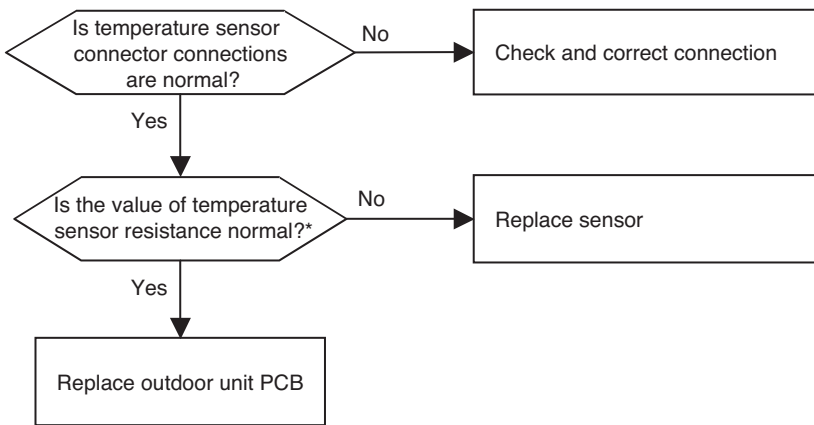 Is temperature sensor
connector connections
are normal?
No
Check and correct connection
Yes
Is the value of temperature
sensor resistance normal?*
No
Replace sensor
Yes
Replace outdoor unit PCB